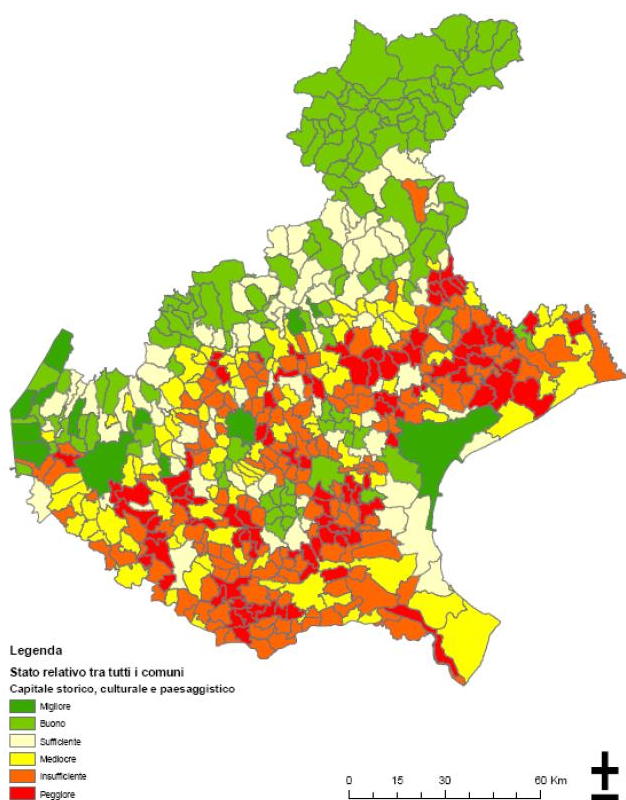 Legenda
Stato relativo tra tutti i comuni
Capitale storico, culturale e paesaggistico
Migliore
Buono
Sufficiente
Mediocre
Insufficiente
Peggiore
0 15 30 60 Km